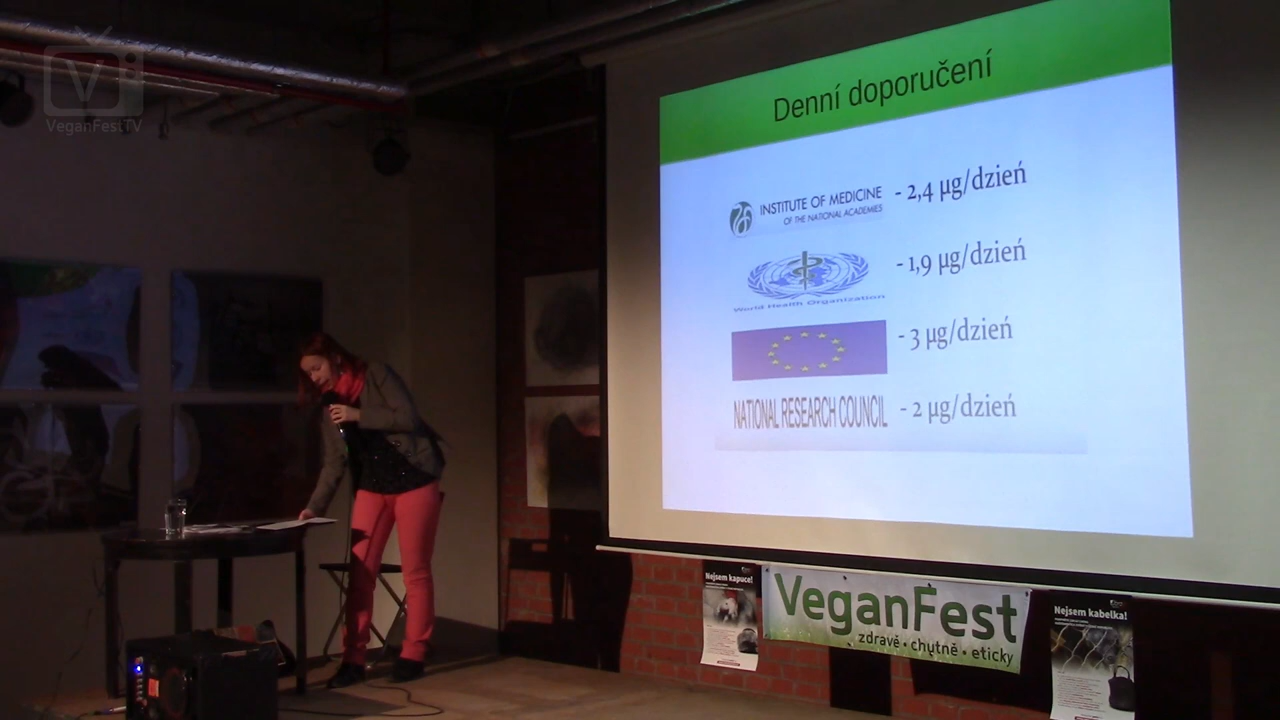 VeganFestTV
Denní doporučení
INSTITUTE OF MEDICINE
OF THE NATIONAL ACADEMIES
- 2,4 µg/dzień
World Health Organization
- 1,9 µg/dzień
- 3 µg/dzień
NATIONAL RESEARCH COUNCIL
- 2 µg/dzień
Nejsem kapuce!
VeganFest
zdravě • chutně • eticky
Nejsem kabelka!